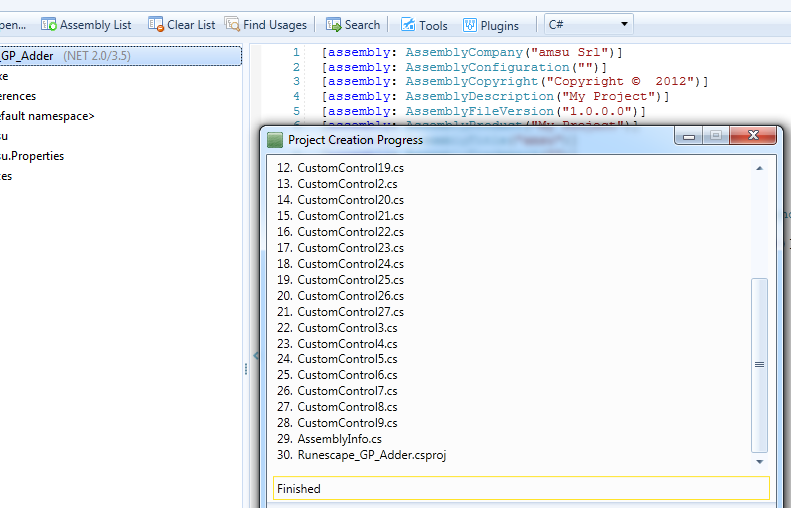 pen... Assembly List Clear List Find Usages Search Tools Plugins C#
_GP_Adder (NET 2.0/3.5)
xe
erences
efault namespace>
su
su.Properties
ces
1 [assembly: AssemblyCompany("amsu Srl")]
2 [assembly: AssemblyConfiguration("")]
3 [assembly: AssemblyCopyright("Copyright ©  2012")]
4 [assembly: AssemblyDescription("My Project")]
5 [assembly: AssemblyFileVersion("1.0.0.0")]
Project Creation Progress
12. CustomControl19.cs
13. CustomControl2.cs
14. CustomControl20.cs
15. CustomControl21.cs
16. CustomControl22.cs
17. CustomControl23.cs
18. CustomControl24.cs
19. CustomControl25.cs
20. CustomControl26.cs
21. CustomControl27.cs
22. CustomControl3.cs
23. CustomControl4.cs
24. CustomControl5.cs
25. CustomControl6.cs
26. CustomControl7.cs
27. CustomControl8.cs
28. CustomControl9.cs
29. AssemblyInfo.cs
30. Runescape_GP_Adder.csproj
Finished